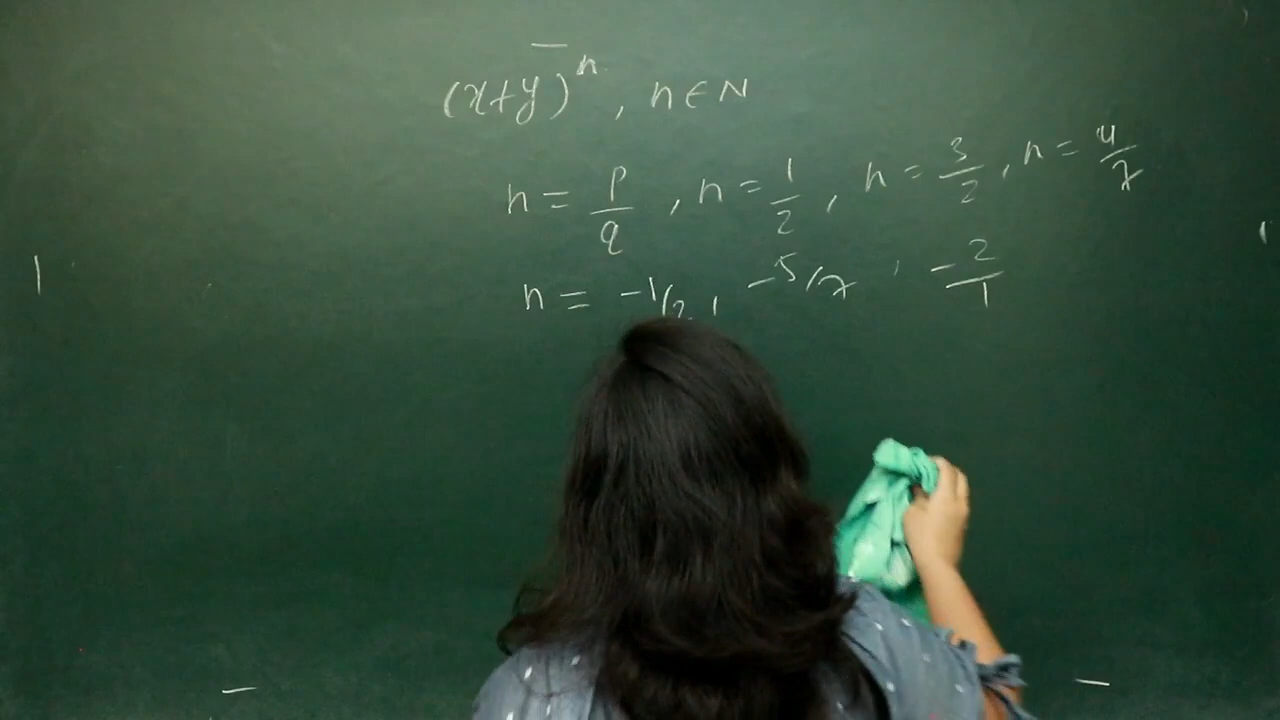 (x+y)^n , n ∈ N
n = p/q , n = 1/2 , n = 3/2 , n = 4/7
n = -1/2 , -5/7 , -2/1